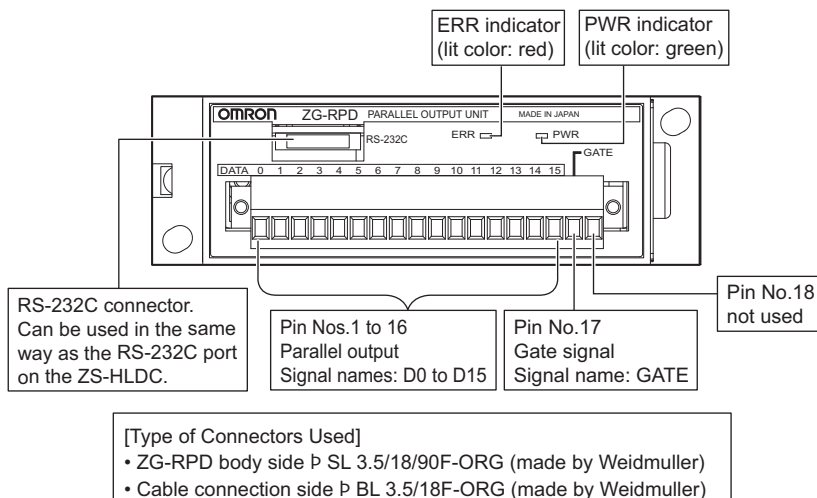 ERR indicator
(lit color: red)
PWR indicator
(lit color: green)
OMRON ZG-RPD PARALLEL OUTPUT UNIT MADE IN JAPAN
RS-232C
ERR
PWR
GATE
DATA 0 1 2 3 4 5 6 7 8 9 10 11 12 13 14 15
RS-232C connector.
Can be used in the same
way as the RS-232C port
on the ZS-HLDC.
Pin Nos.1 to 16
Parallel output
Signal names: D0 to D15
Pin No.17
Gate signal
Signal name: GATE
Pin No.18
not used
[Type of Connectors Used]
• ZG-RPD body side Þ SL 3.5/18/90F-ORG (made by Weidmuller)
• Cable connection side Þ BL 3.5/18F-ORG (made by Weidmuller)